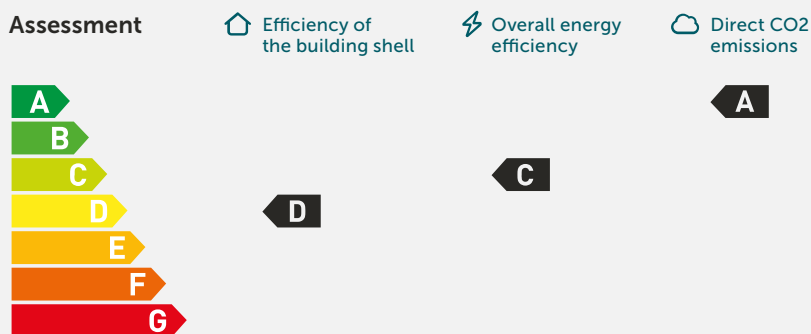 Assessment
Efficiency of
the building shell
Overall energy
efficiency
Direct CO2
emissions
A
A
B
C
C
D
D
E
F
G